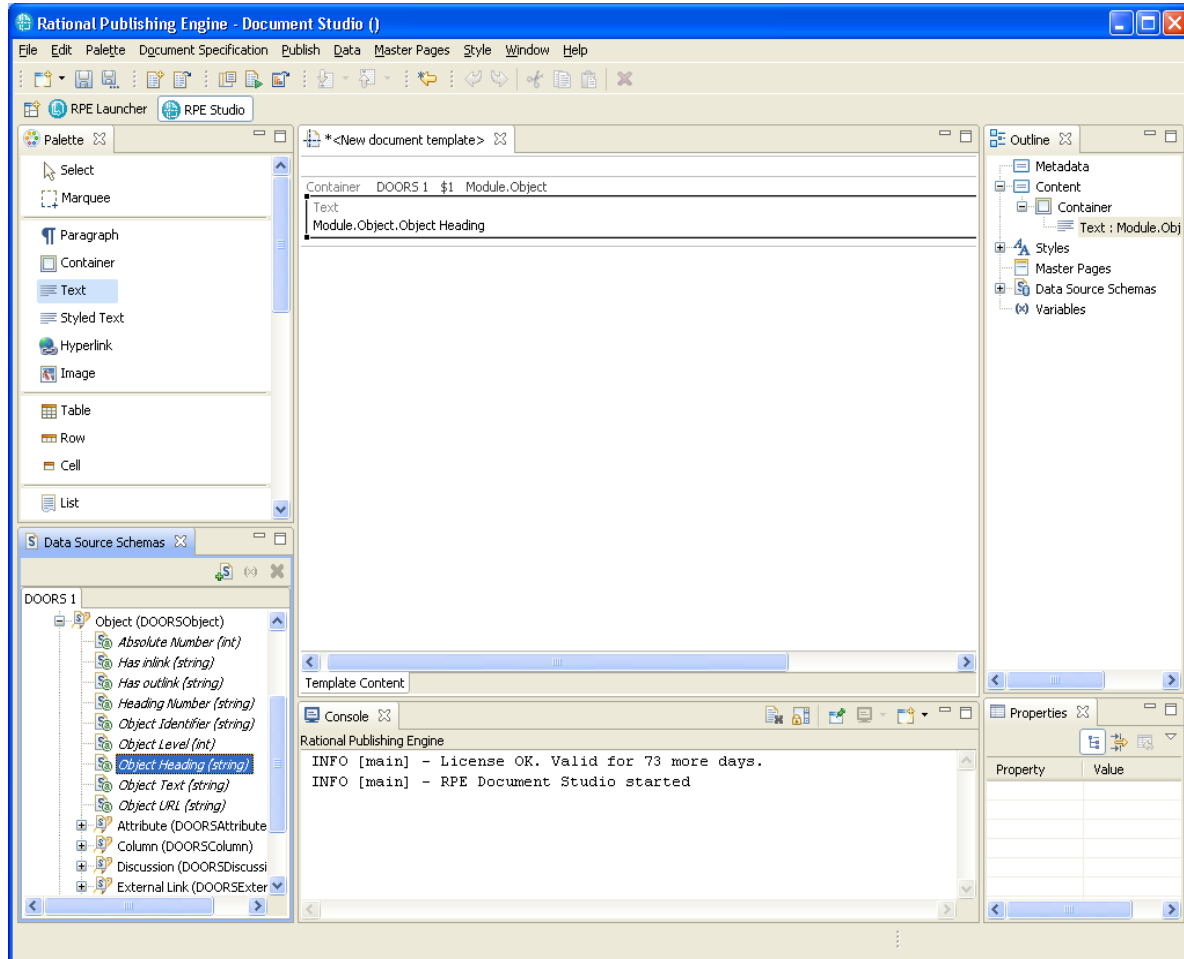 Rational Publishing Engine - Document Studio ()
File Edit Palette Document Specification Publish Data Master Pages Style Window Help
RPE Launcher RPE Studio
Palette
Select
Marquee
Paragraph
Container
Text
Styled Text
Hyperlink
Image
Table
Row
Cell
List
*<New document template>
Container DOORS 1 $1 Module.Object
Text
Module.Object.Object Heading
Template Content
Outline
Metadata
Content
Container
Text : Module.Obj
Styles
Master Pages
Data Source Schemas
(x) Variables
Data Source Schemas
DOORS 1
Object (DOORSObject)
Absolute Number (int)
Has inlink (string)
Has outlink (string)
Heading Number (string)
Object Identifier (string)
Object Level (int)
Object Heading (string)
Object Text (string)
Object URL (string)
Attribute (DOORSAttribute
Column (DOORSColumn)
Discussion (DOORSDiscussi
External Link (DOORSExter
Console
Rational Publishing Engine
INFO [main] - License OK. Valid for 73 more days.
INFO [main] - RPE Document Studio started
Properties
Property Value